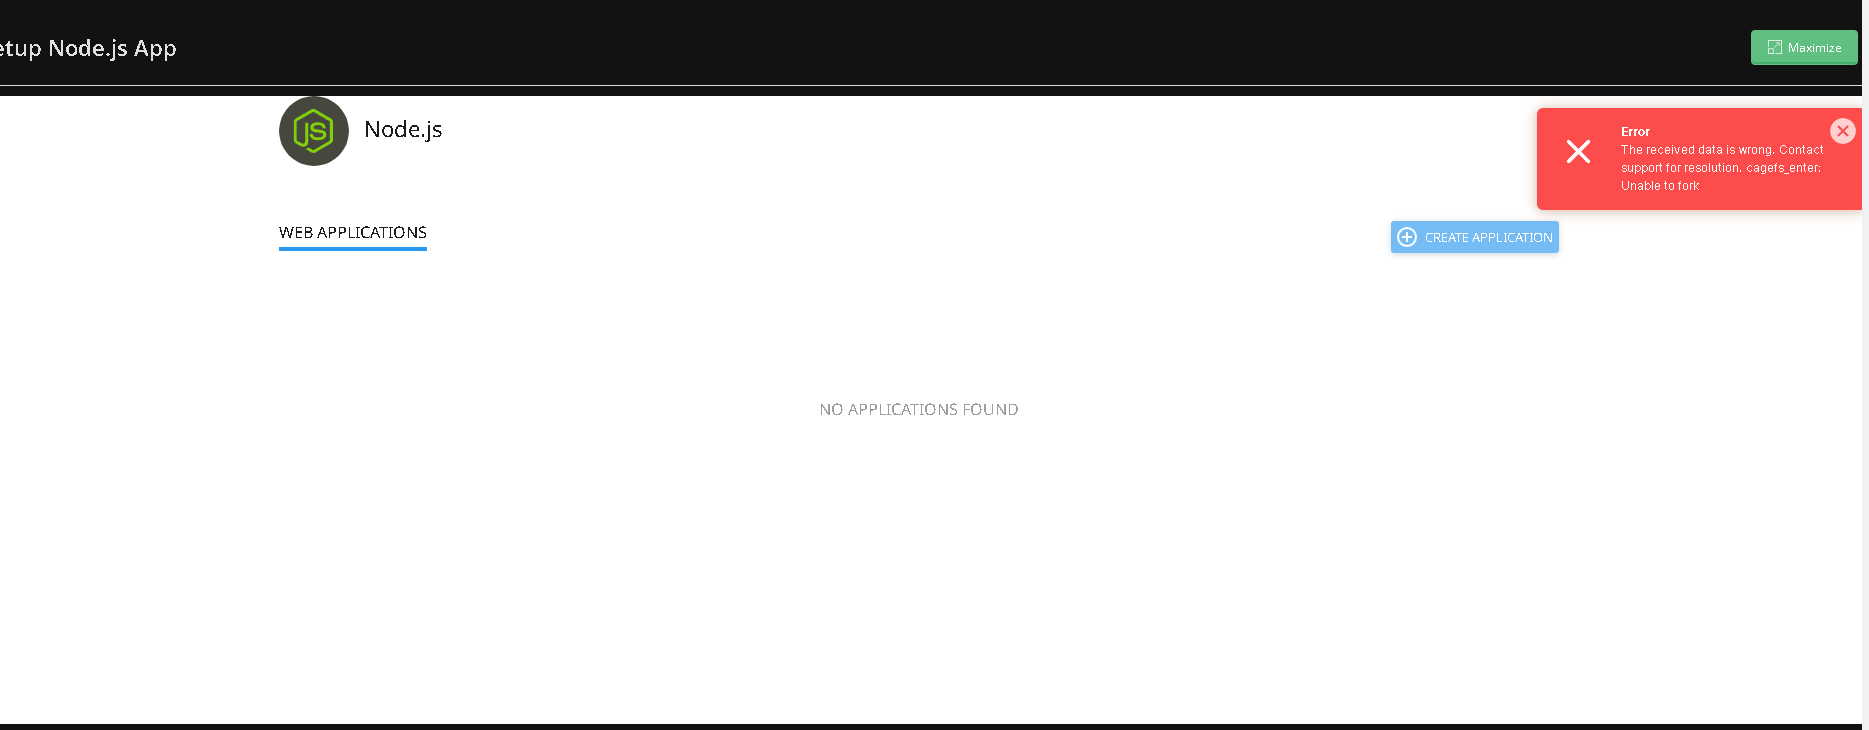 etup Node.js App
Maximize
JS
Node.js
Error
The received data is wrong. Contact
support for resolution. cagefs_enter:
Unable to fork
WEB APPLICATIONS
CREATE APPLICATION
NO APPLICATIONS FOUND